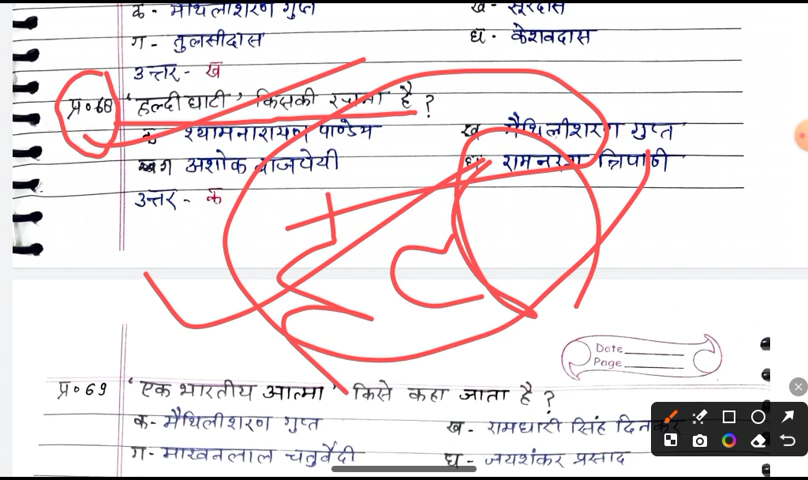 क- मैथिलीशरण गुप्त ख- सूरदास
ग- तुलसीदास घ- केशवदास
उत्तर- ख
प्र०68 'हल्दीघाटी' किसकी रचना है?
क श्यामनारायण पाण्डेय ख मैथिलीशरण गुप्त
ग अशोक वाजपेयी घ रामनरेश त्रिपाठी
उत्तर- क
Date
Page
प्र०69 'एक भारतीय आत्मा' किसे कहा जाता है?
क- मैथिलीशरण गुप्त ख- रामधारी सिंह दिनकर
ग- माखनलाल चतुर्वेदी घ- जयशंकर प्रसाद